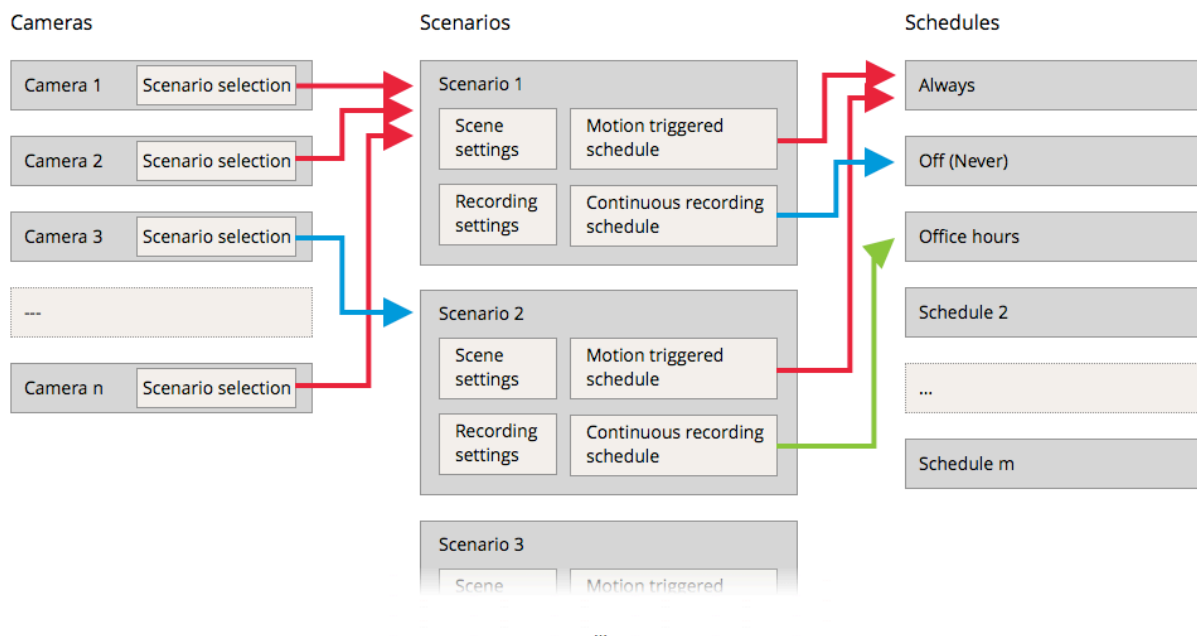 Cameras
Scenarios
Schedules
Camera 1
Scenario selection
Camera 2
Scenario selection
Camera 3
Scenario selection
---
Camera n
Scenario selection
Scenario 1
Scene
settings
Motion triggered
schedule
Recording
settings
Continuous recording
schedule
Scenario 2
Scene
settings
Motion triggered
schedule
Recording
settings
Continuous recording
schedule
Scenario 3
Scene
Motion triggered
...
Always
Off (Never)
Office hours
Schedule 2
...
Schedule m